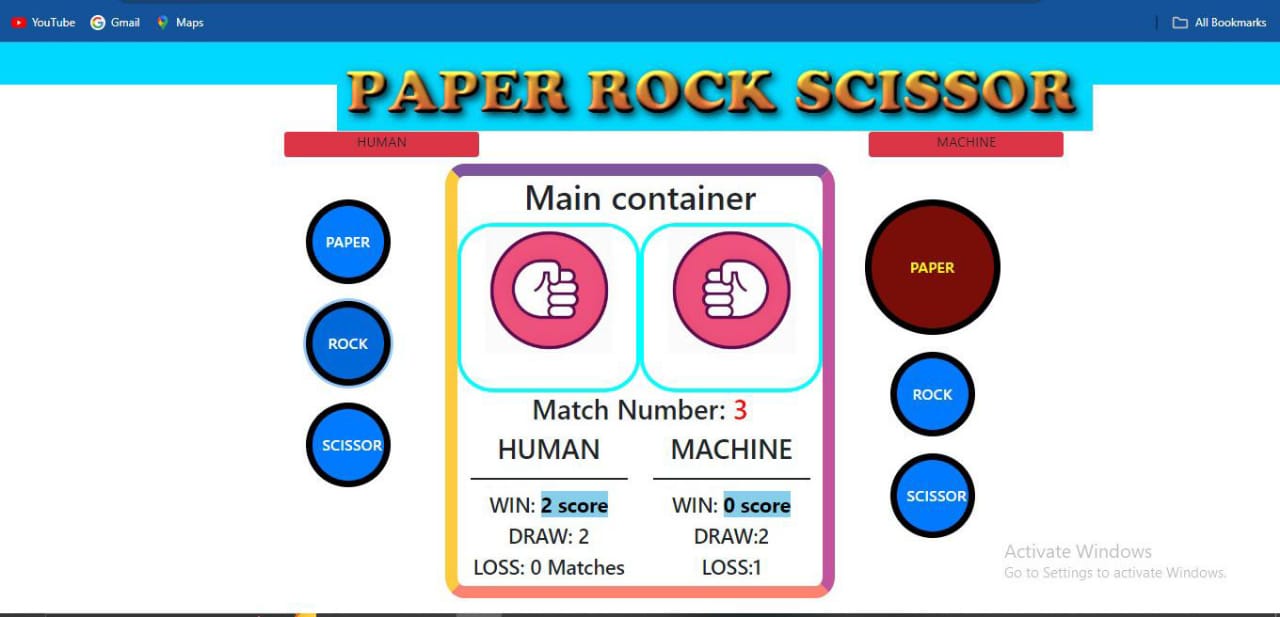 YouTube Gmail Maps All Bookmarks
PAPER ROCK SCISSOR
HUMAN MACHINE
Main container
PAPER
ROCK
SCISSOR
PAPER
ROCK
SCISSOR
Match Number: 3
HUMAN MACHINE
WIN: 2 score WIN: 0 score
DRAW: 2 DRAW:2
LOSS: 0 Matches LOSS:1
Activate Windows
Go to Settings to activate Windows.